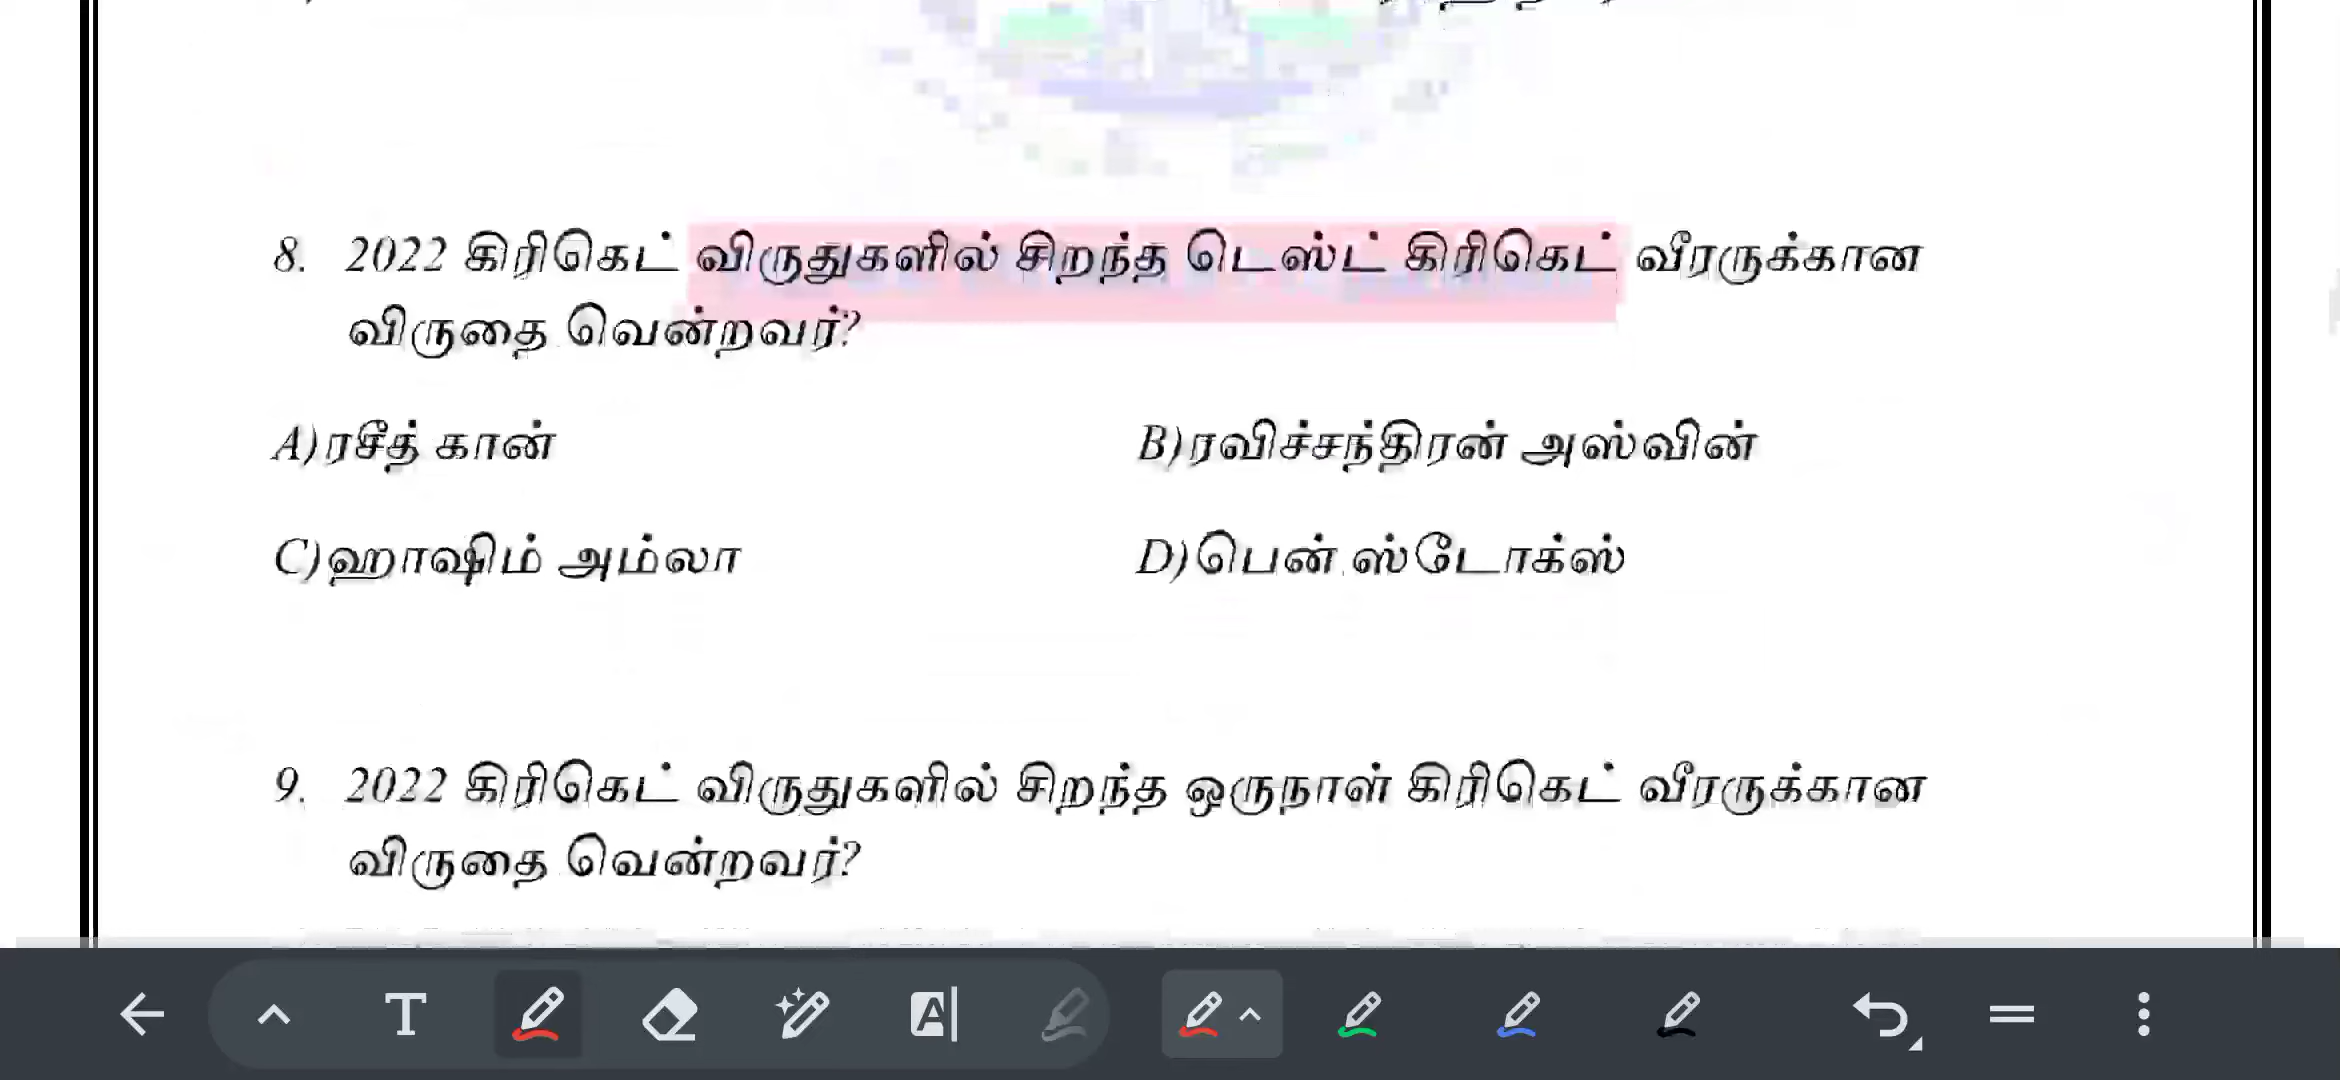 8. 2022 கிரிகெட் விருதுகளில் சிறந்த டெஸ்ட் கிரிகெட் வீரருக்கான
விருதை வென்றவர்?
A)ரசீத் கான்
B)ரவிச்சந்திரன் அஸ்வின்
C)ஹாஷிம் அம்லா
D)பென் ஸ்டோக்ஸ்
9. 2022 கிரிகெட் விருதுகளில் சிறந்த ஒருநாள் கிரிகெட் வீரருக்கான
விருதை வென்றவர்?
T
A